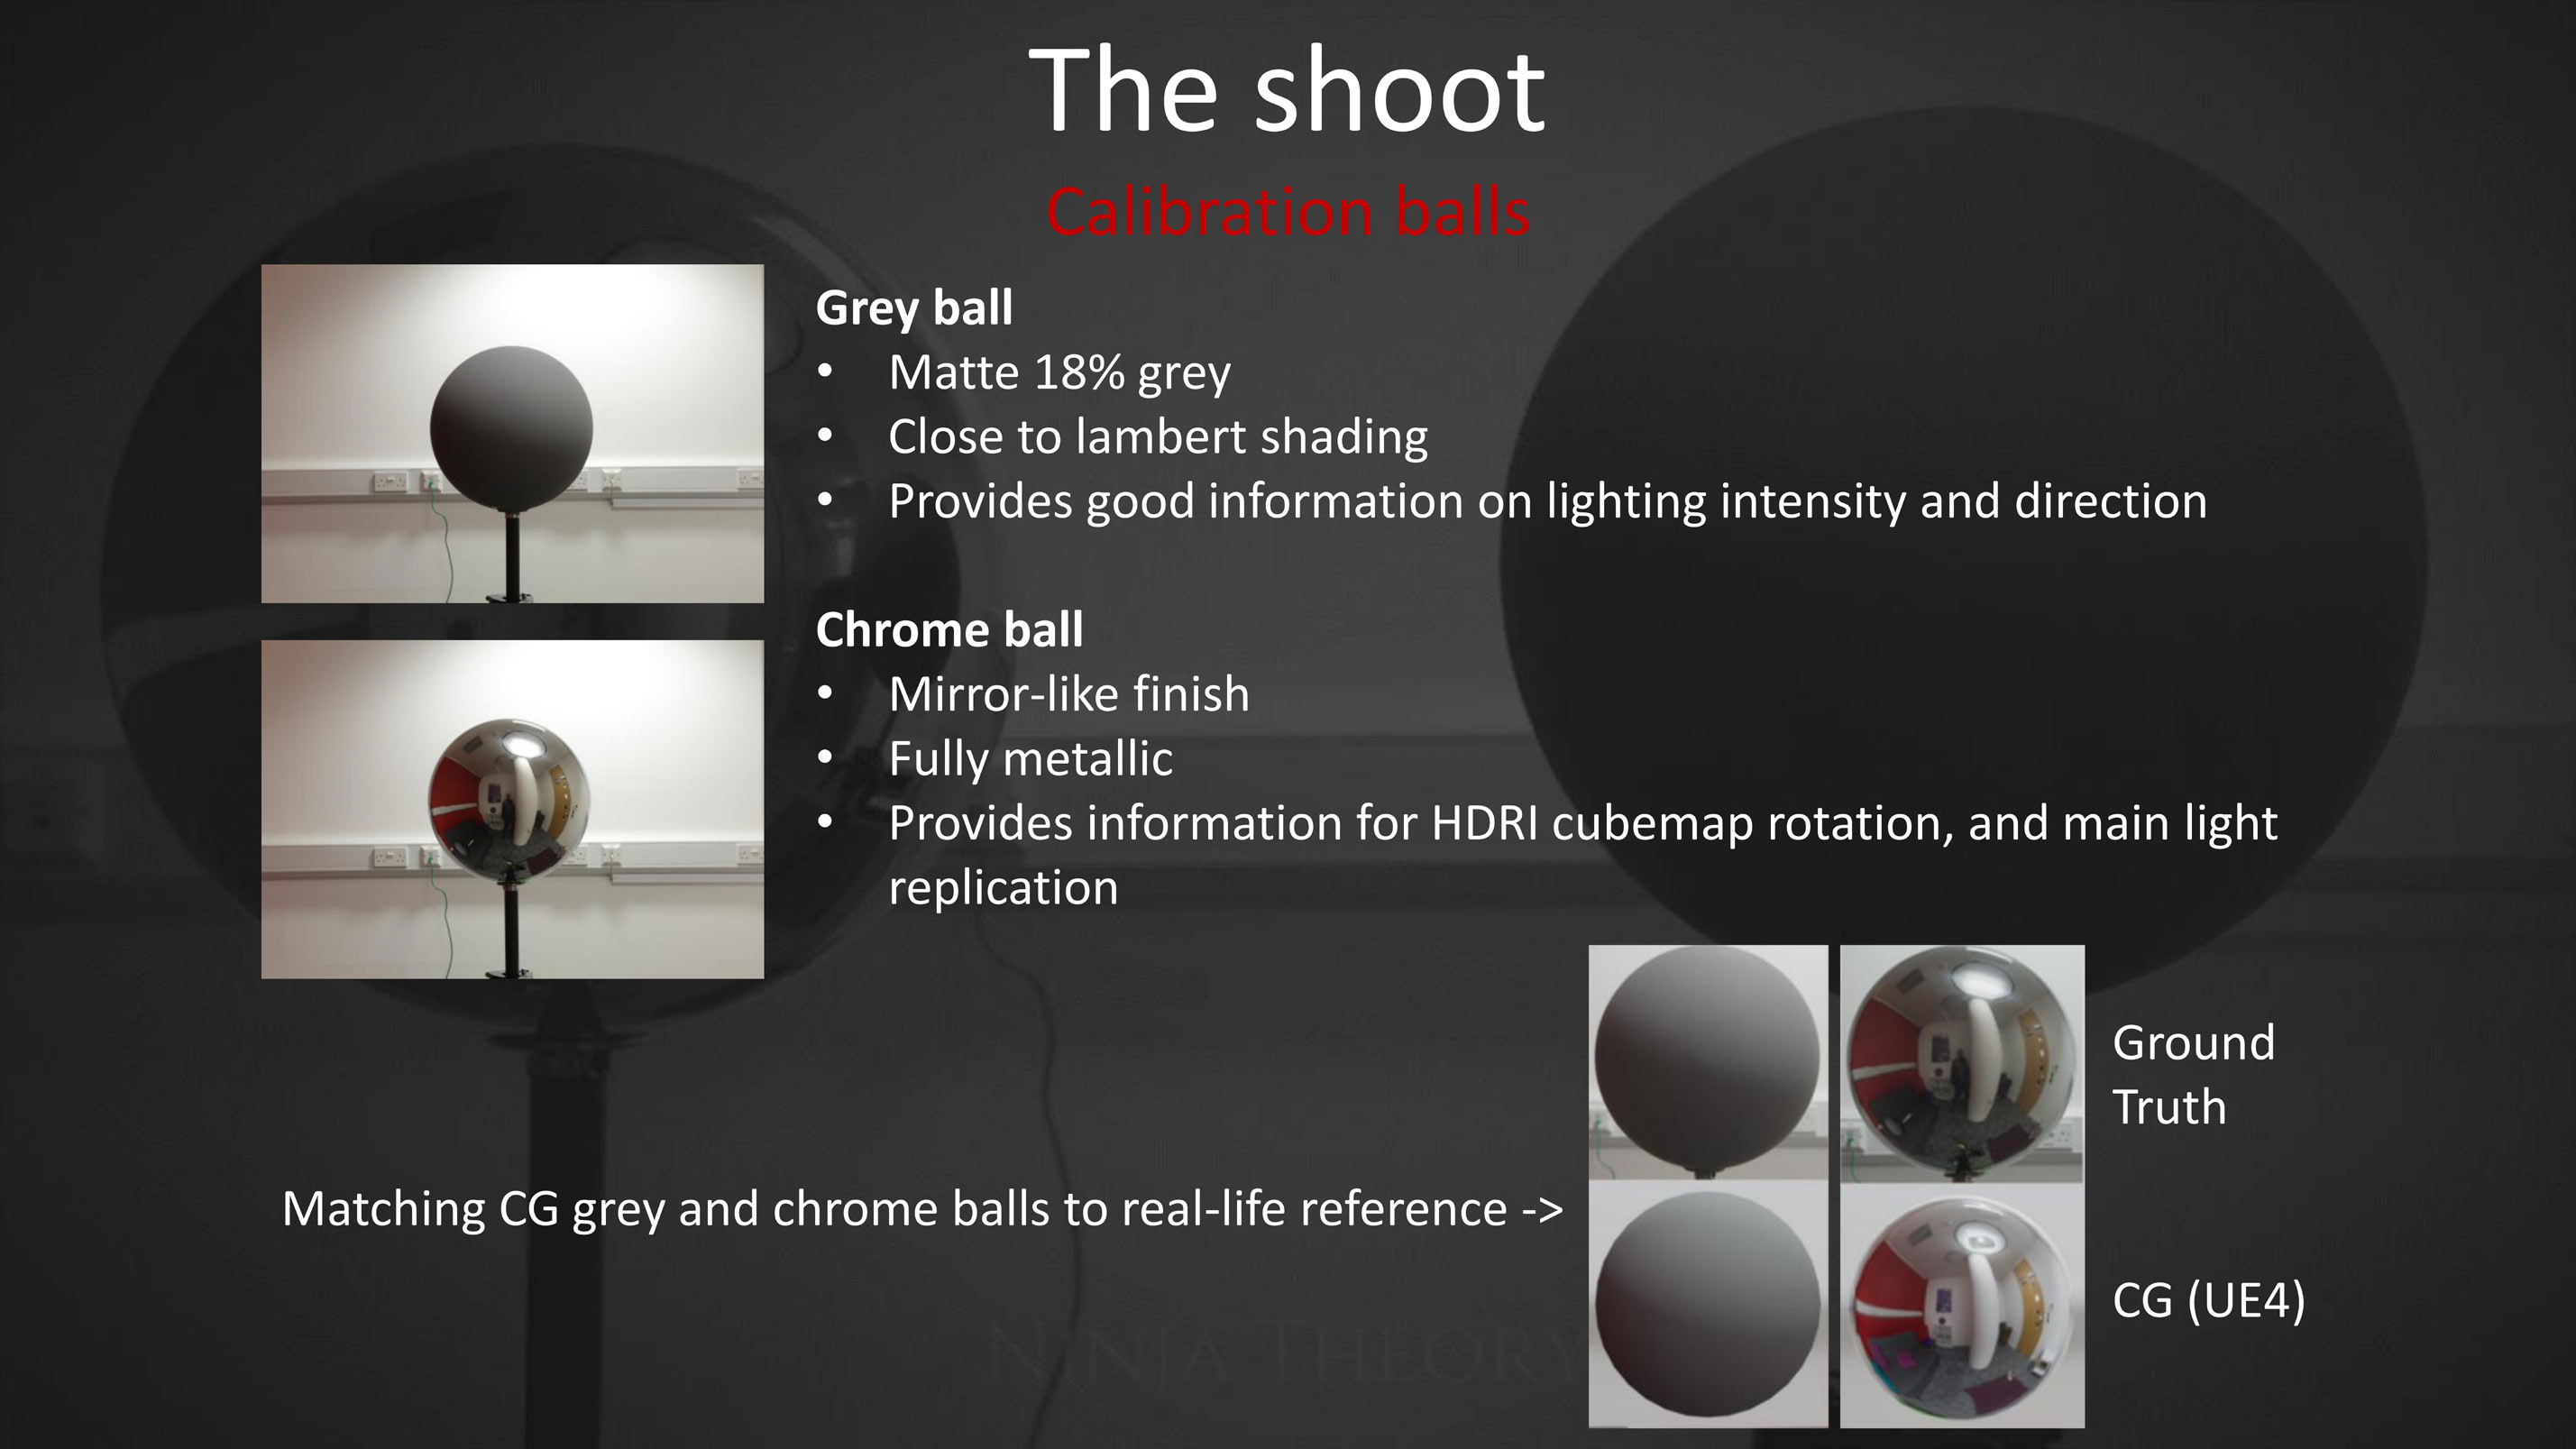 The shoot
Calibration balls
Grey ball
• Matte 18% grey
• Close to lambert shading
• Provides good information on lighting intensity and direction
Chrome ball
• Mirror-like finish
• Fully metallic
• Provides information for HDRI cubemap rotation, and main light
replication
Ground
Truth
Matching CG grey and chrome balls to real-life reference ->
CG (UE4)
NINJA THEORY